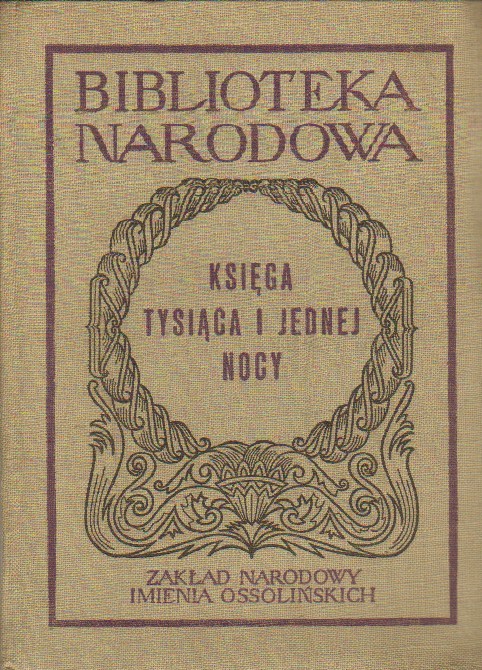 BIBLIOTEKA
NARODOWA
KSIĘGA
TYSIĄCA I JEDNEJ
NOCY
ZAKŁAD NARODOWY
IMIENIA OSSOLIŃSKICH